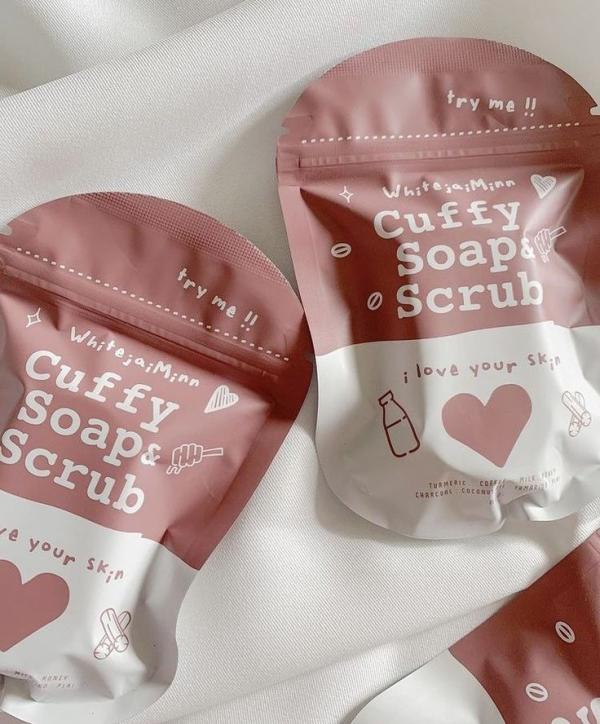 try me !!
WhitejaiMinn
Cuffy
Soap&
Scrub
i love your skin
TURMERIC COFFEE MILK HONEY
CHARCOAL COCONUT TAMARIND
try me !!
WhitejaiMinn
Cuffy
Soap&
Scrub
ve your skin
MILK HONEY